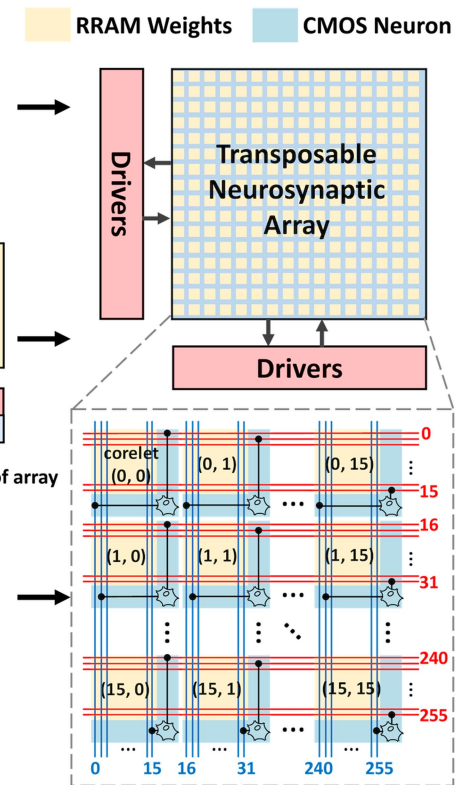 RRAM Weights
CMOS Neuron
Drivers
Transposable
Neurosynaptic
Array
Drivers
of array
corelet
(0, 0)
(0, 1)
...
(0, 15)
0
⋮
15
(1, 0)
(1, 1)
...
(1, 15)
16
⋮
31
⋮ ⋮ ⋱ ⋮
(15, 0)
(15, 1)
...
(15, 15)
240
⋮
255
0 ... 15 16 ... 31 240 ... 255